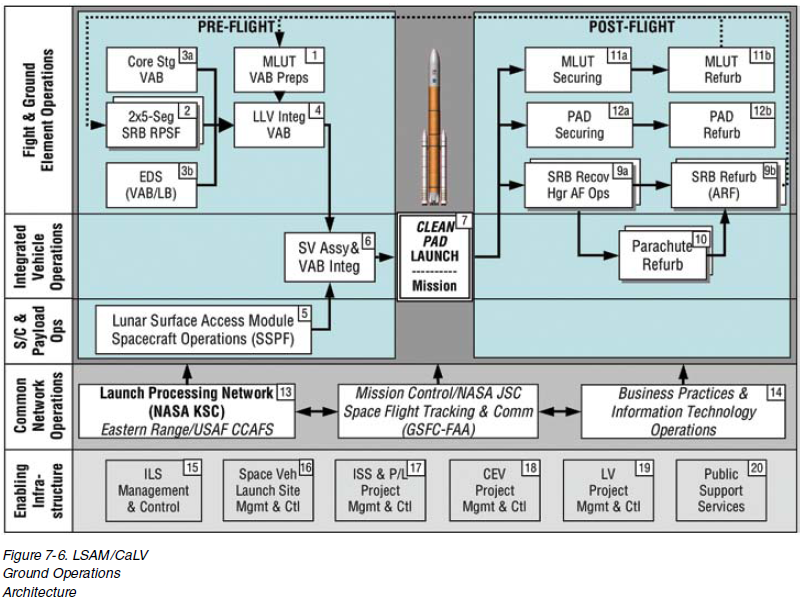 PRE-FLIGHT
POST-FLIGHT
Fight & Ground
Element Operations
Core Stg
VAB
3a
MLUT
VAB Preps
1
2x5-Seg
SRB RPSF
2
LLV Integ
VAB
4
EDS
(VAB/LB)
3b
MLUT
Securing
11a
MLUT
Refurb
11b
PAD
Securing
12a
PAD
Refurb
12b
SRB Recov
Hgr AF Ops
9a
SRB Refurb
(ARF)
9b
Integrated
Vehicle
Operations
SV Assy&
VAB Integ
6
CLEAN
PAD
LAUNCH
----------
Mission
7
Parachute
Refurb
10
S/C &
Payload
Ops
Lunar Surface Access Module
Spacecraft Operations (SSPF)
5
Common
Network
Operations
Launch Processing Network
(NASA KSC)
Eastern Range/USAF CCAFS
13
Mission Control/NASA JSC
Space Flight Tracking & Comm
(GSFC-FAA)
Business Practices &
Information Technology
Operations
14
Enabling
Infra-
structure
ILS
Management
& Control
15
Space Veh
Launch Site
Mgmt & Ctl
16
ISS & P/L
Project
Mgmt & Ctl
17
CEV
Project
Mgmt & Ctl
18
LV
Project
Mgmt & Ctl
19
Public
Support
Services
20
Figure 7-6. LSAM/CaLV
Ground Operations
Architecture